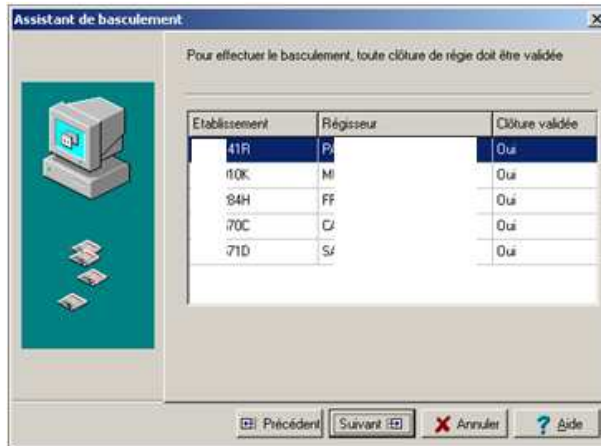 Assistant de basculement
Pour effectuer le basculement, toute clôture de régie doit être validée
Etablissement Régisseur Clôture validée
41R PA Oui
10K Oui
84H FF Oui
70C CA Oui
71D SA Oui
Précédent Suivant Annuler ? Aide